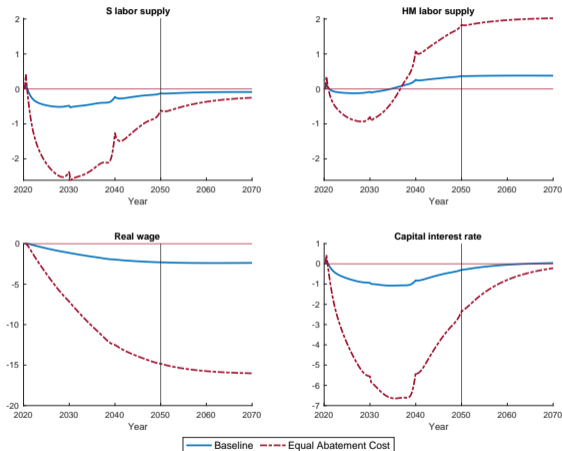 S labor supply
2
1
0
-1
-2
2020 2030 2040 2050 2060 2070
Year
HM labor supply
2
1
0
-1
-2
2020 2030 2040 2050 2060 2070
Year
Real wage
0
-5
-10
-15
-20
2020 2030 2040 2050 2060 2070
Year
Capital interest rate
1
0
-1
-2
-3
-4
-5
-6
-7
2020 2030 2040 2050 2060 2070
Year
Baseline Equal Abatement Cost